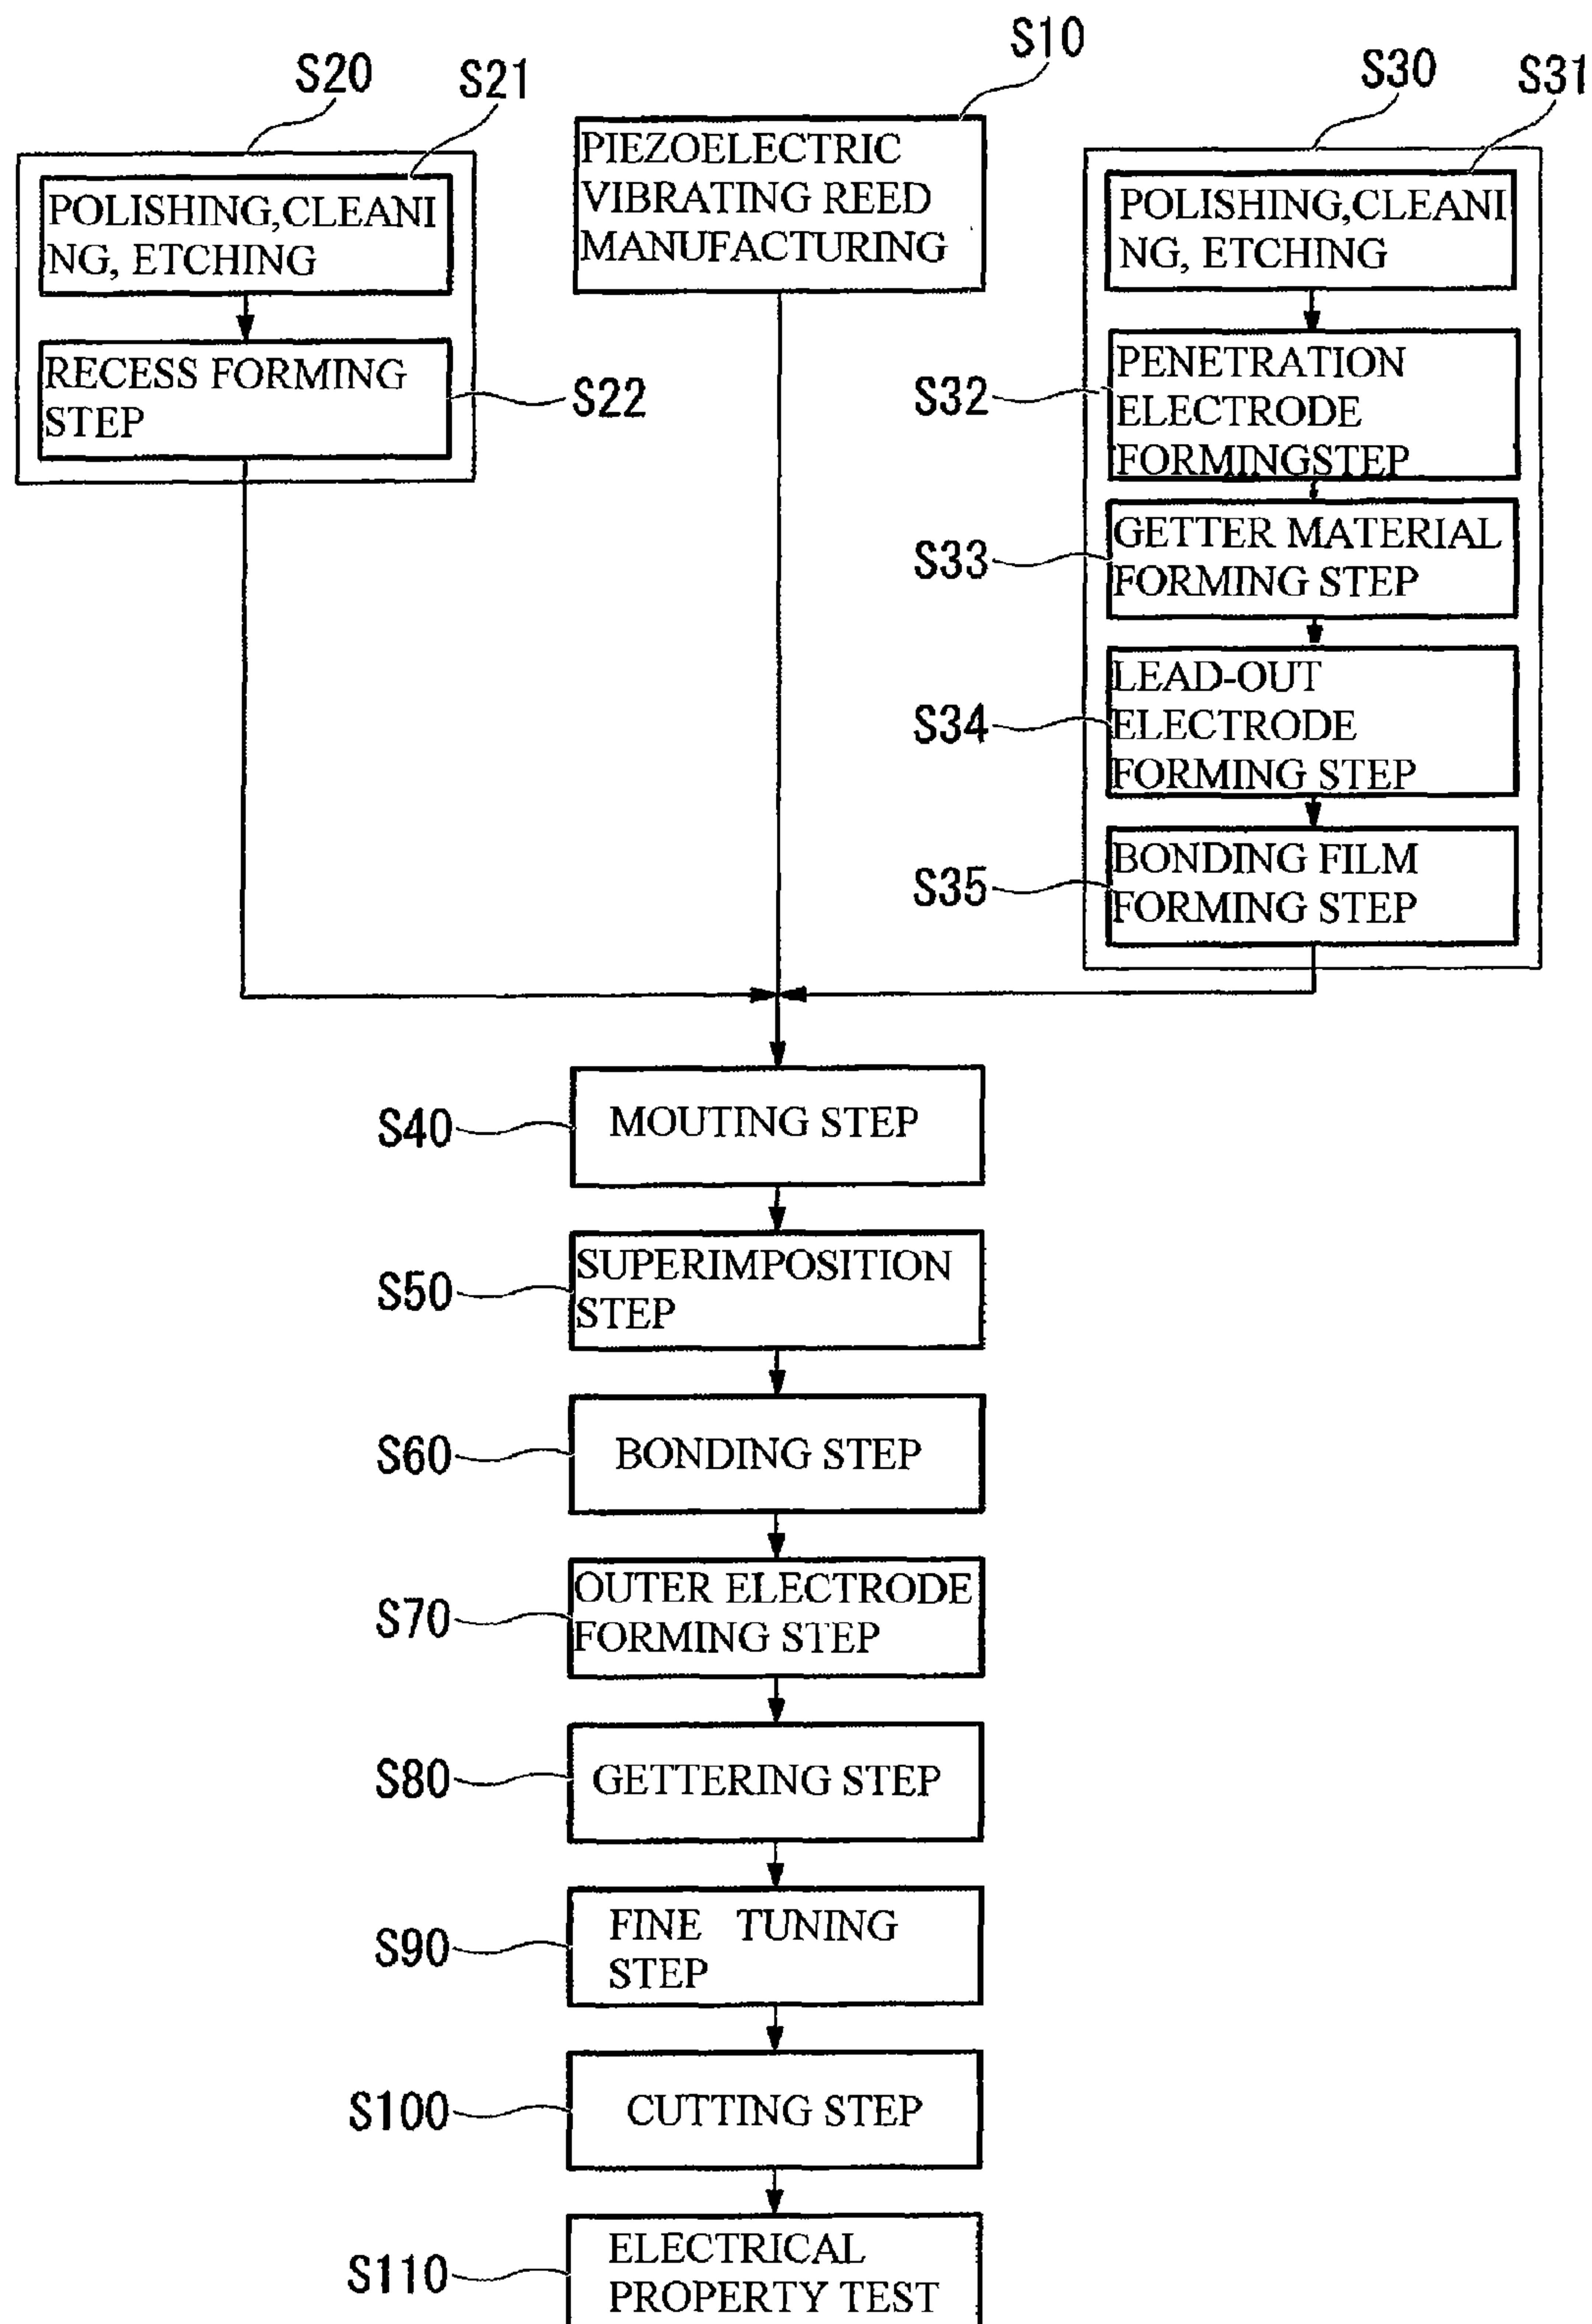 S10
S20
S21
S30
S31
PIEZOELECTRIC
VIBRATING REED
MANUFACTURING
POLISHING,CLEANI
NG, ETCHING
RECESS FORMING
STEP
S22
POLISHING,CLEANI
NG, ETCHING
S32
PENETRATION
ELECTRODE
FORMINGSTEP
S33
GETTER MATERIAL
FORMING STEP
S34
LEAD-OUT
ELECTRODE
FORMING STEP
S35
BONDING FILM
FORMING STEP
S40
MOUTING STEP
S50
SUPERIMPOSITION
STEP
S60
BONDING STEP
S70
OUTER ELECTRODE
FORMING STEP
S80
GETTERING STEP
S90
FINE TUNING
STEP
S100
CUTTING STEP
S110
ELECTRICAL
PROPERTY TEST